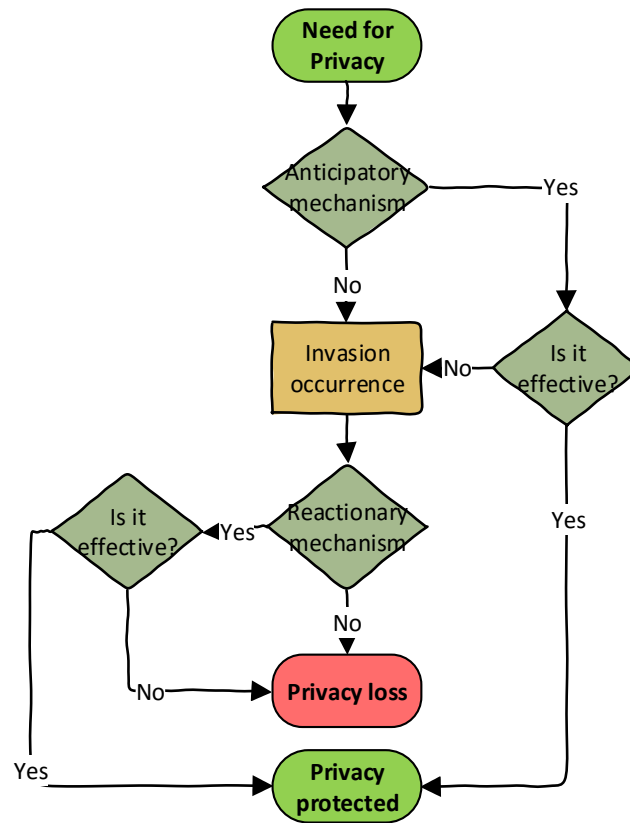 Need for
Privacy
Anticipatory
mechanism
Yes
No
Invasion
occurrence
No
Is it
effective?
Yes
Is it
effective?
Yes
Reactionary
mechanism
No
No
Privacy loss
Yes
Privacy
protected